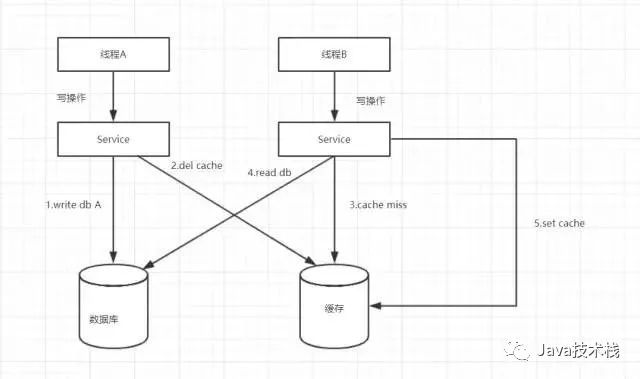 线程A
线程B
写操作
写操作
Service
Service
2.del cache
4.read db
1.write db A
3.cache miss
5.set cache
数据库
缓存
Java技术栈